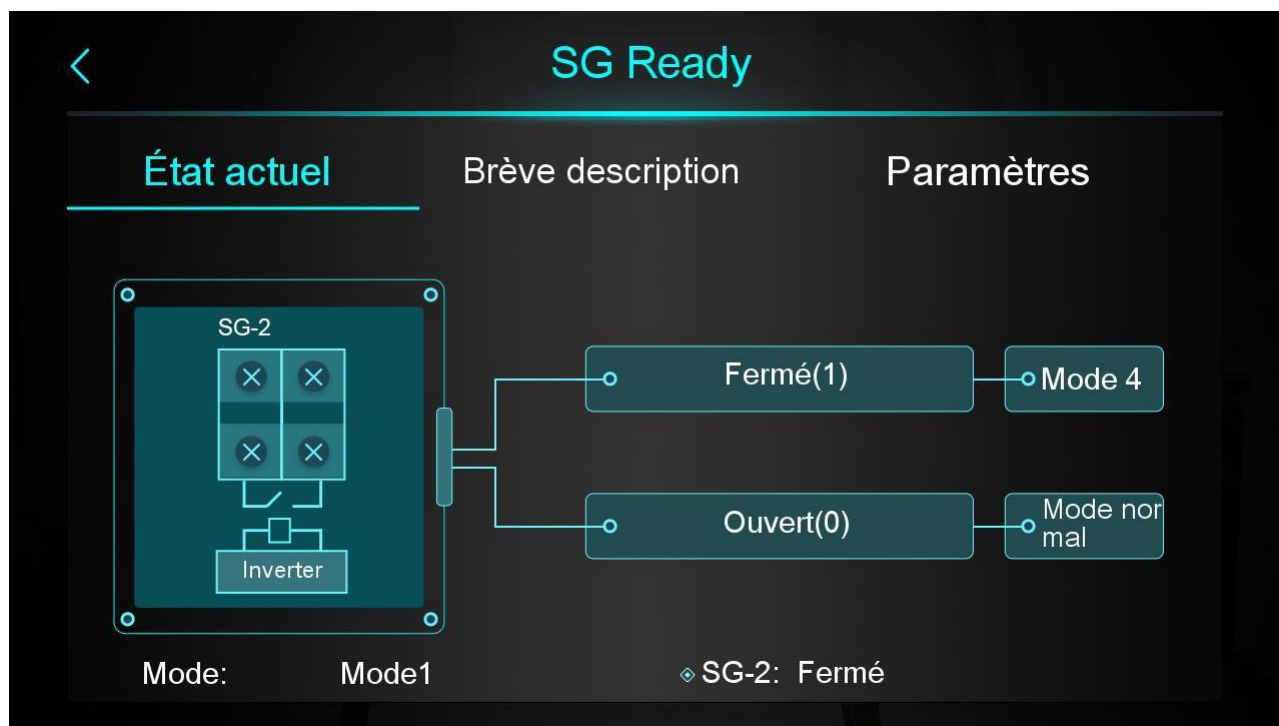 SG Ready
État actuel
Brève description
Paramètres
SG-2
Fermé(1)
Mode 4
Ouvert(0)
Mode nor
mal
Inverter
Mode:
Mode1
SG-2: Fermé